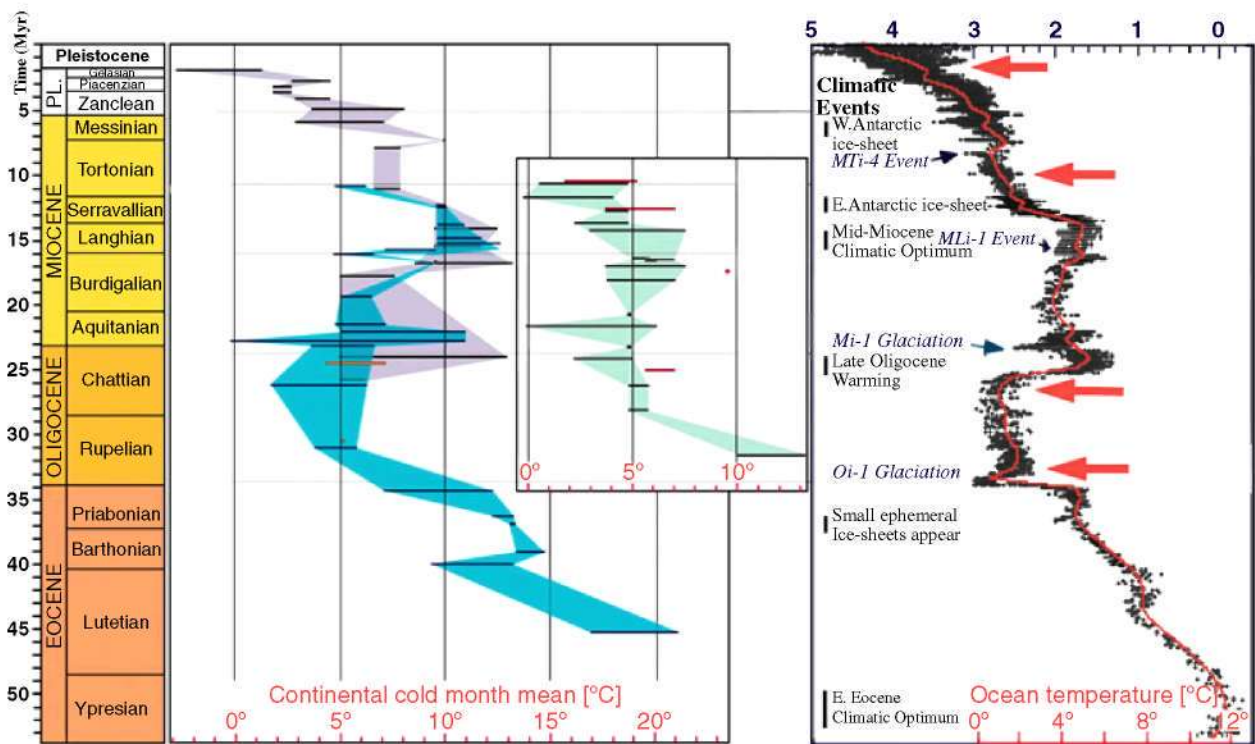 Time (Myr)
5
10
15
20
25
30
35
40
45
50
PL.
MIOCENE
OLIGOCENE
EOCENE
Pleistocene
Gelasian
Piacenzian
Zanclean
Messinian
Tortonian
Serravallian
Langhian
Burdigalian
Aquitanian
Chattian
Rupelian
Priabonian
Barthonian
Lutetian
Ypresian
Continental cold month mean [°C]
0° 5° 10° 15° 20°
0° 5° 10°
5 4 3 2 1 0
Climatic
Events
W.Antarctic
ice-sheet
MTi-4 Event
E.Antarctic ice-sheet
Mid-Miocene
Climatic Optimum
MLi-1 Event
Mi-1 Glaciation
Late Oligocene
Warming
Oi-1 Glaciation
Small ephemeral
Ice-sheets appear
E. Eocene
Climatic Optimum
Ocean temperature [°C]
0° 4° 8° 12°